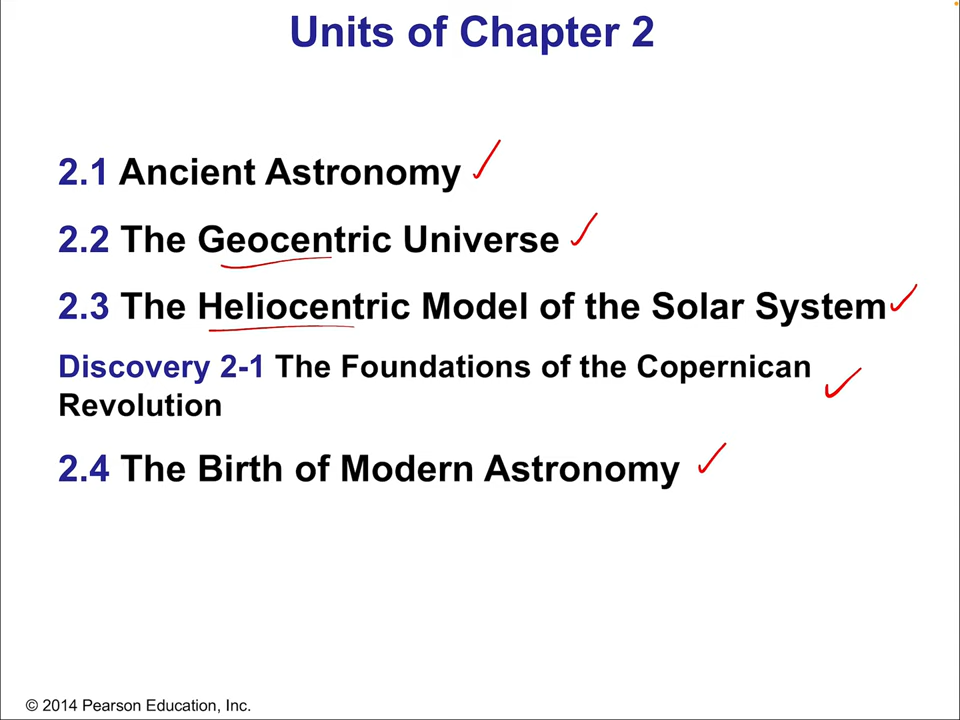 Units of Chapter 2
2.1 Ancient Astronomy
2.2 The Geocentric Universe
2.3 The Heliocentric Model of the Solar System
Discovery 2-1 The Foundations of the Copernican
Revolution
2.4 The Birth of Modern Astronomy
© 2014 Pearson Education, Inc.